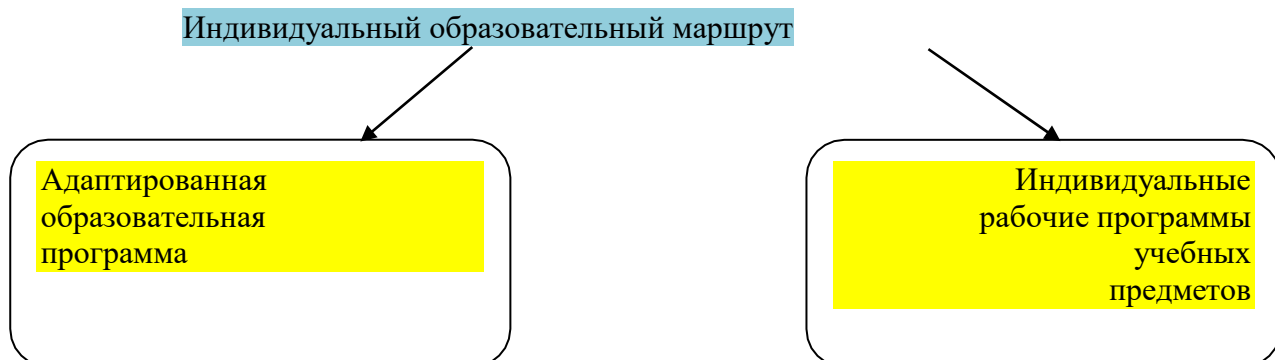 Индивидуальный образовательный маршрут
Адаптированная
образовательная
программа
Индивидуальные
рабочие программы
учебных
предметов